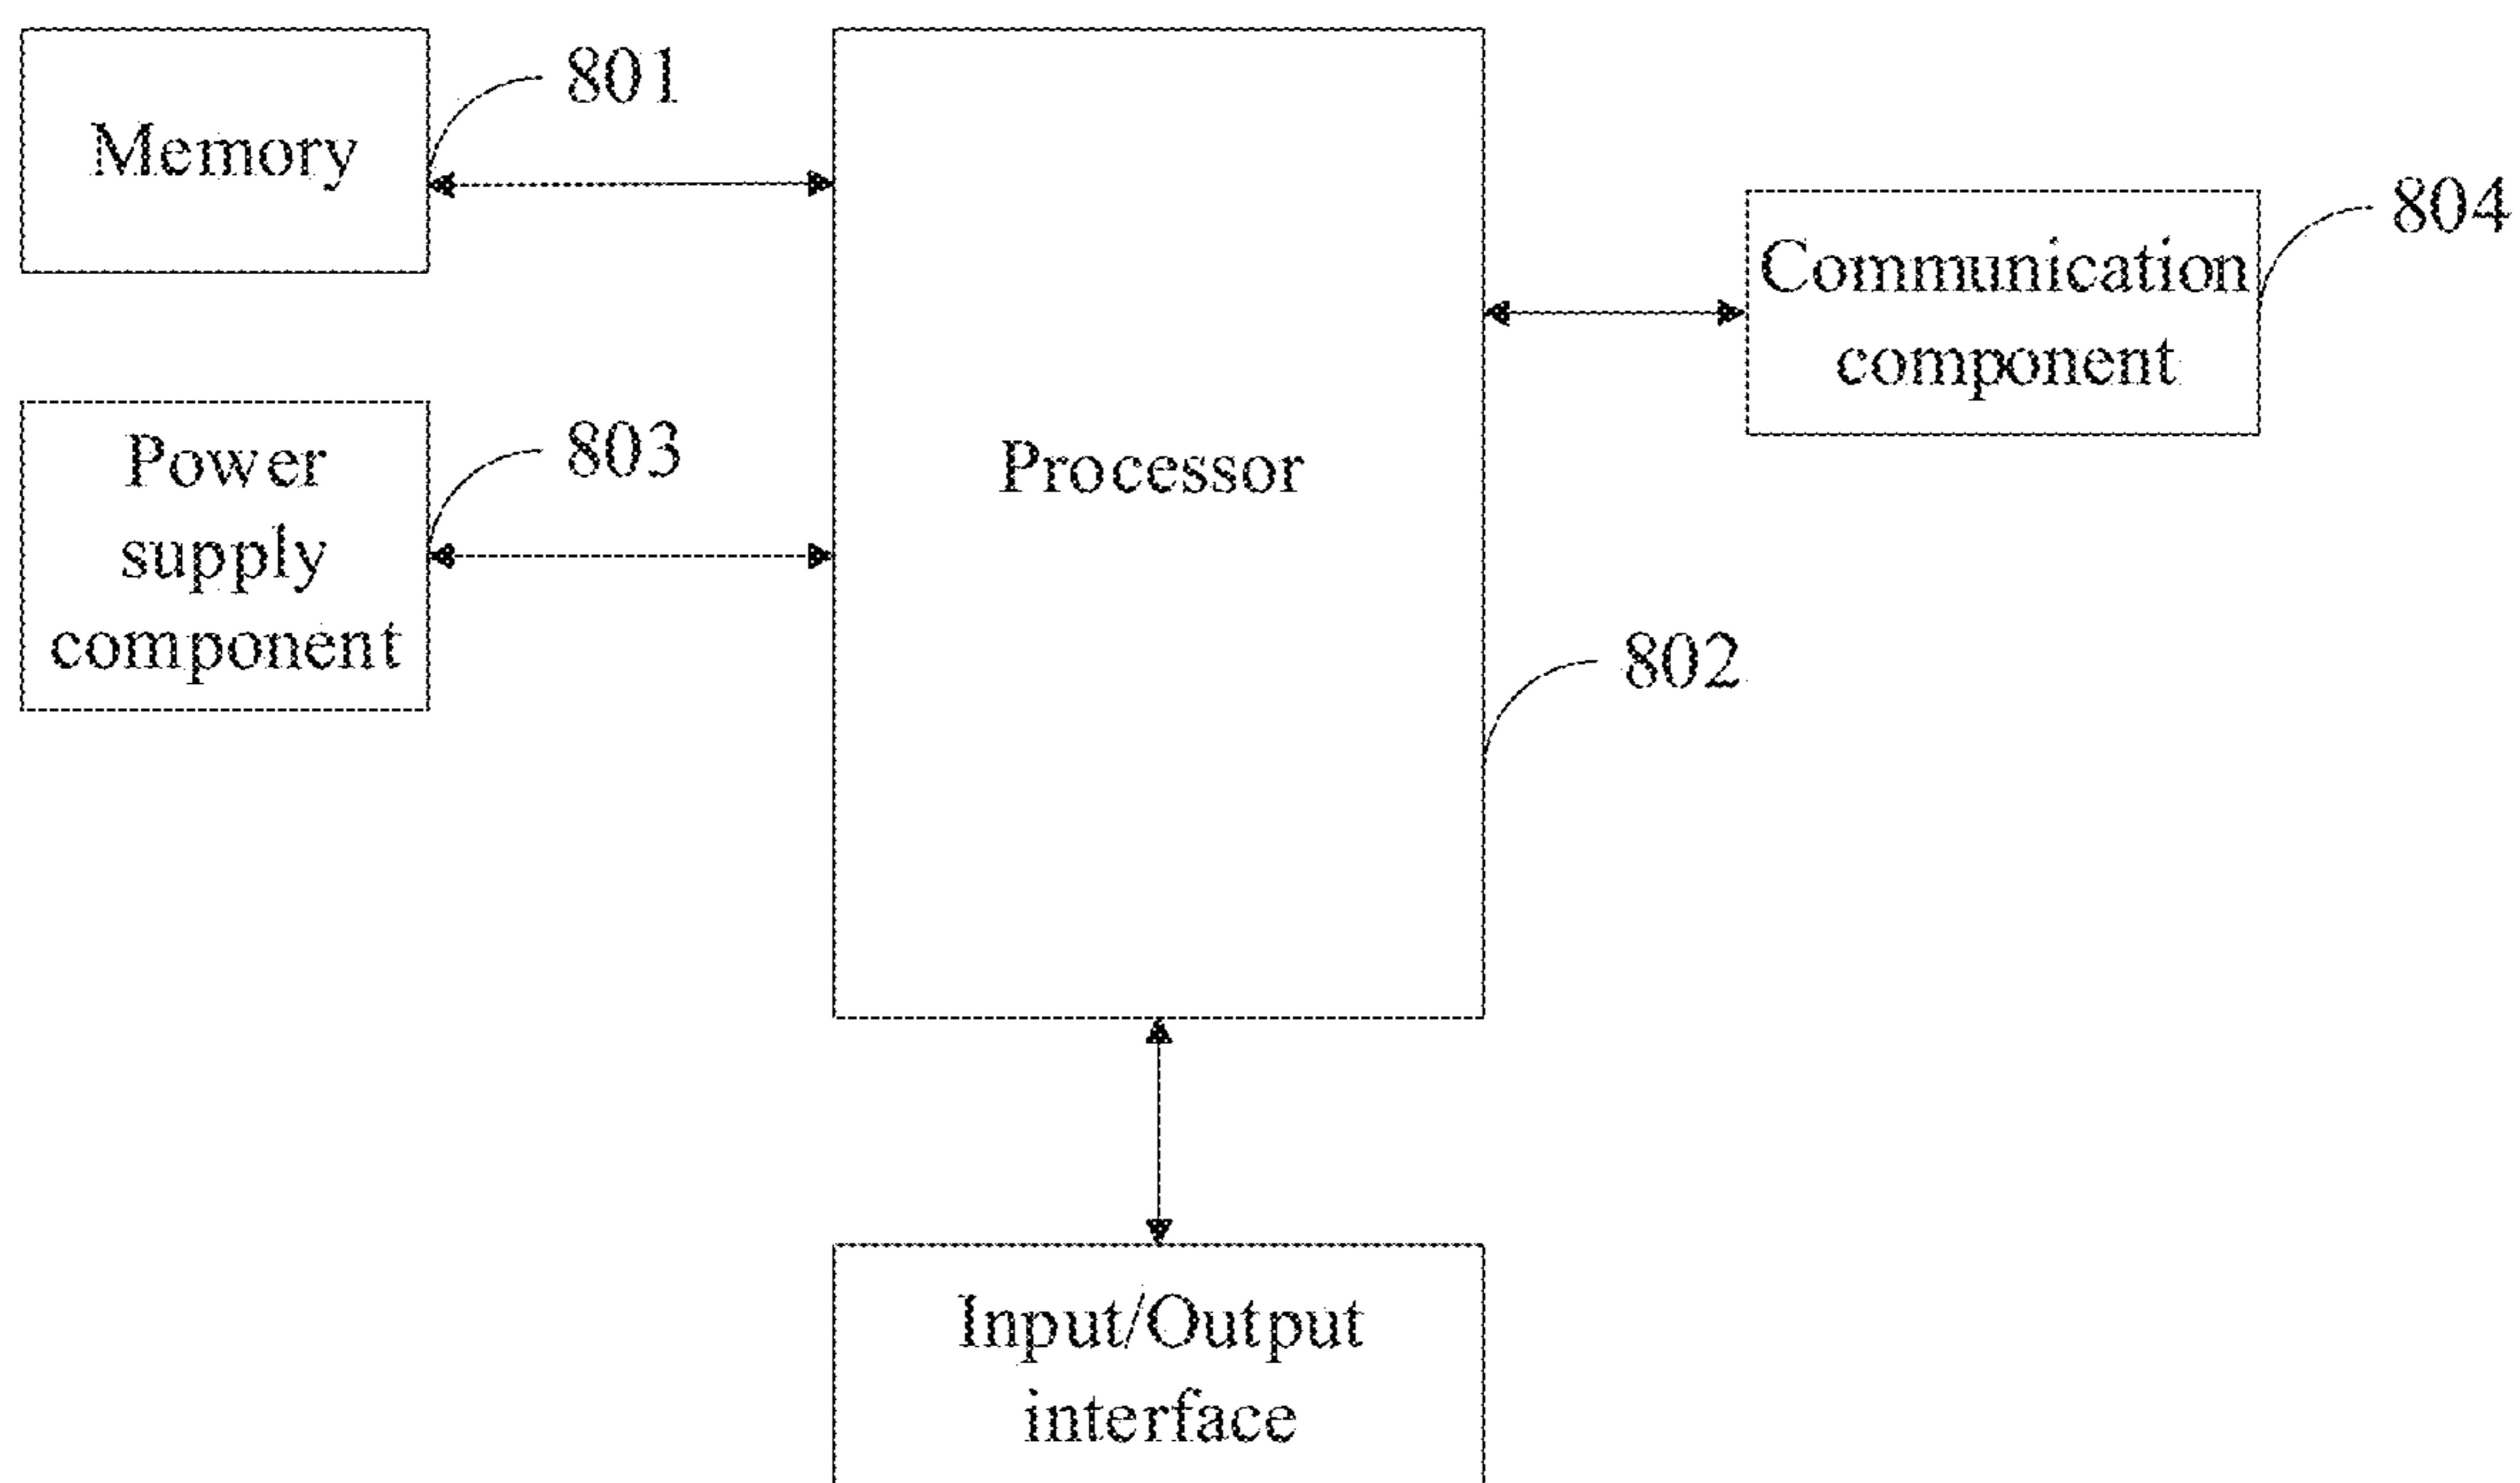 Memory
801
Power
supply
component
803
Processor
802
Communication
component
804
Input/Output
interface